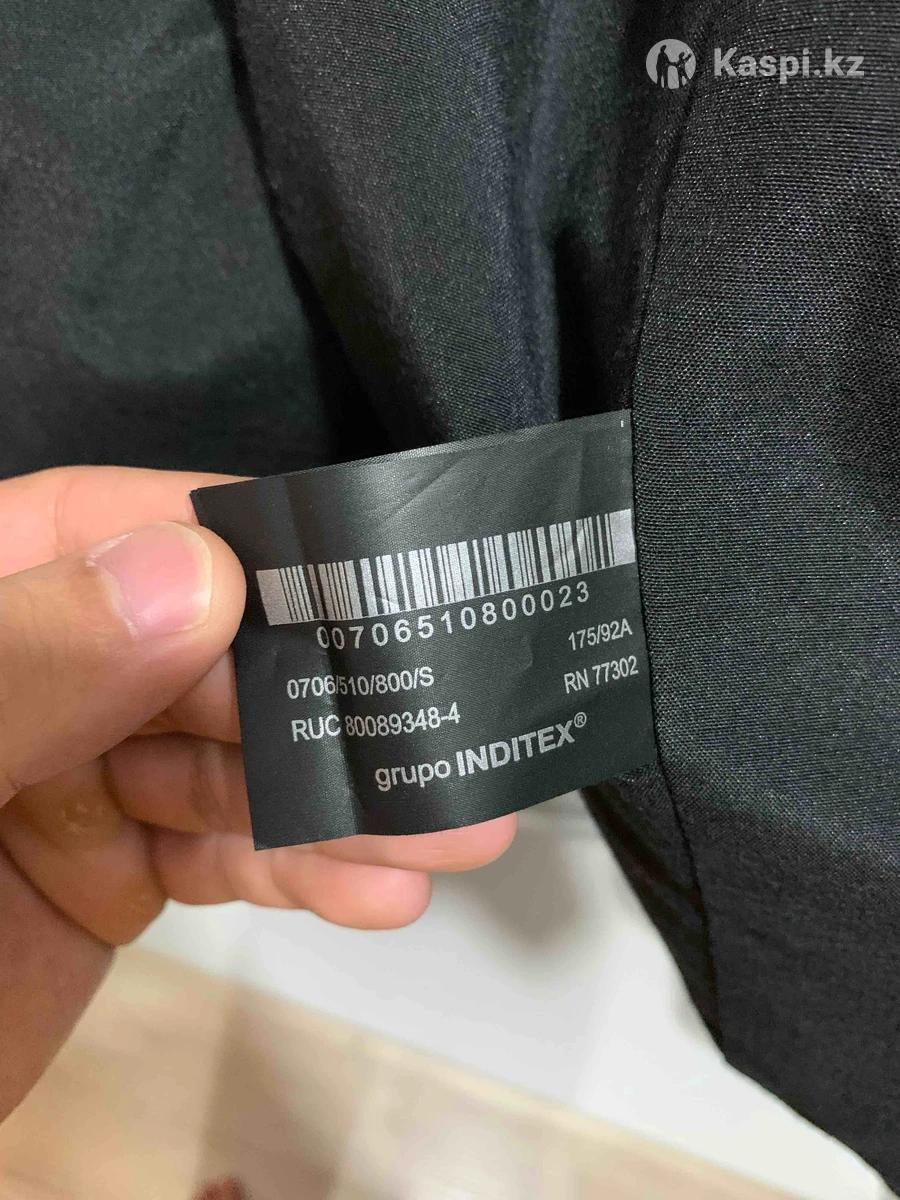 Kaspi.kz
00706510800023
175/92A
0706/510/800/S
RN 77302
RUC 80089348-4
grupo INDITEX®